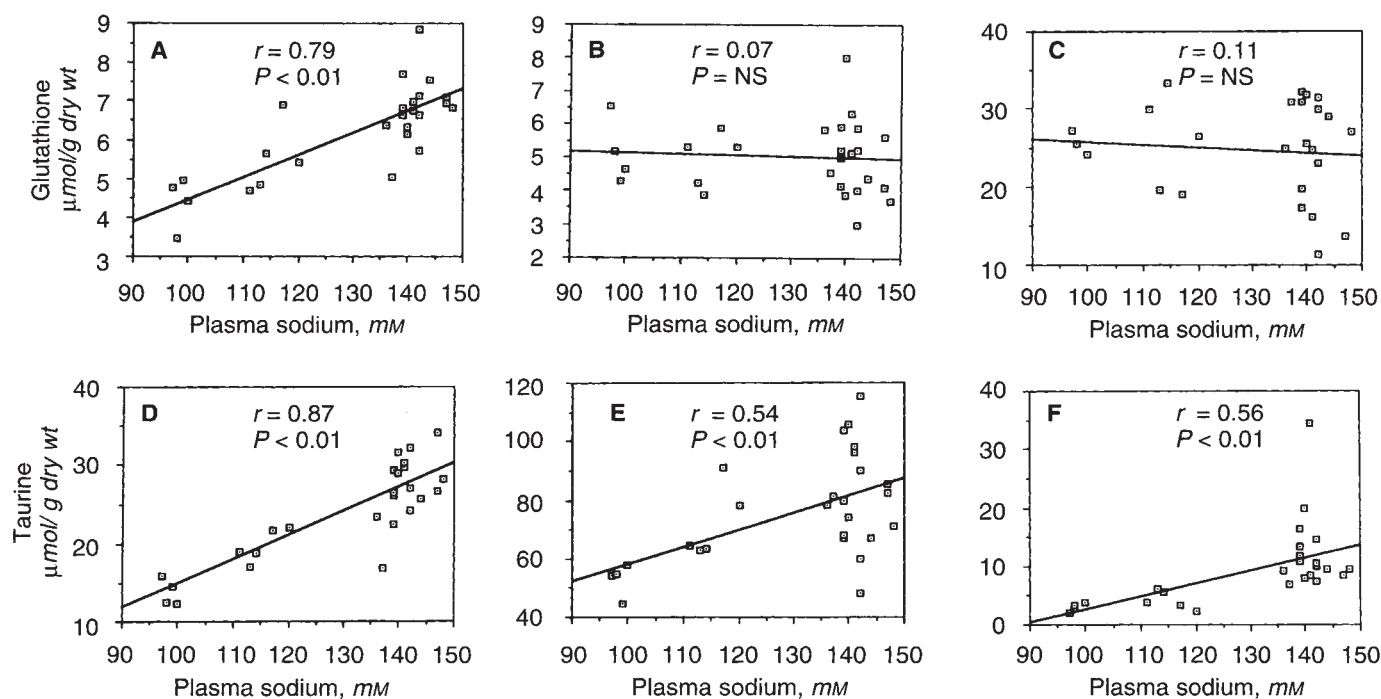 Glutathione
μmol/g dry wt
A
r = 0.79
P < 0.01
9
8
7
6
5
4
3
90 100 110 120 130 140 150
Plasma sodium, mM
B
r = 0.07
P = NS
9
8
7
6
5
4
3
2
90 100 110 120 130 140 150
Plasma sodium, mM
C
r = 0.11
P = NS
40
30
20
10
90 100 110 120 130 140 150
Plasma sodium, mM
Taurine
μmol/ g dry wt
D
r = 0.87
P < 0.01
40
30
20
10
90 100 110 120 130 140 150
Plasma sodium, mM
E
r = 0.54
P < 0.01
120
100
80
60
40
90 100 110 120 130 140 150
Plasma sodium, mM
F
r = 0.56
P < 0.01
40
30
20
10
0
90 100 110 120 130 140 150
Plasma sodium, mM